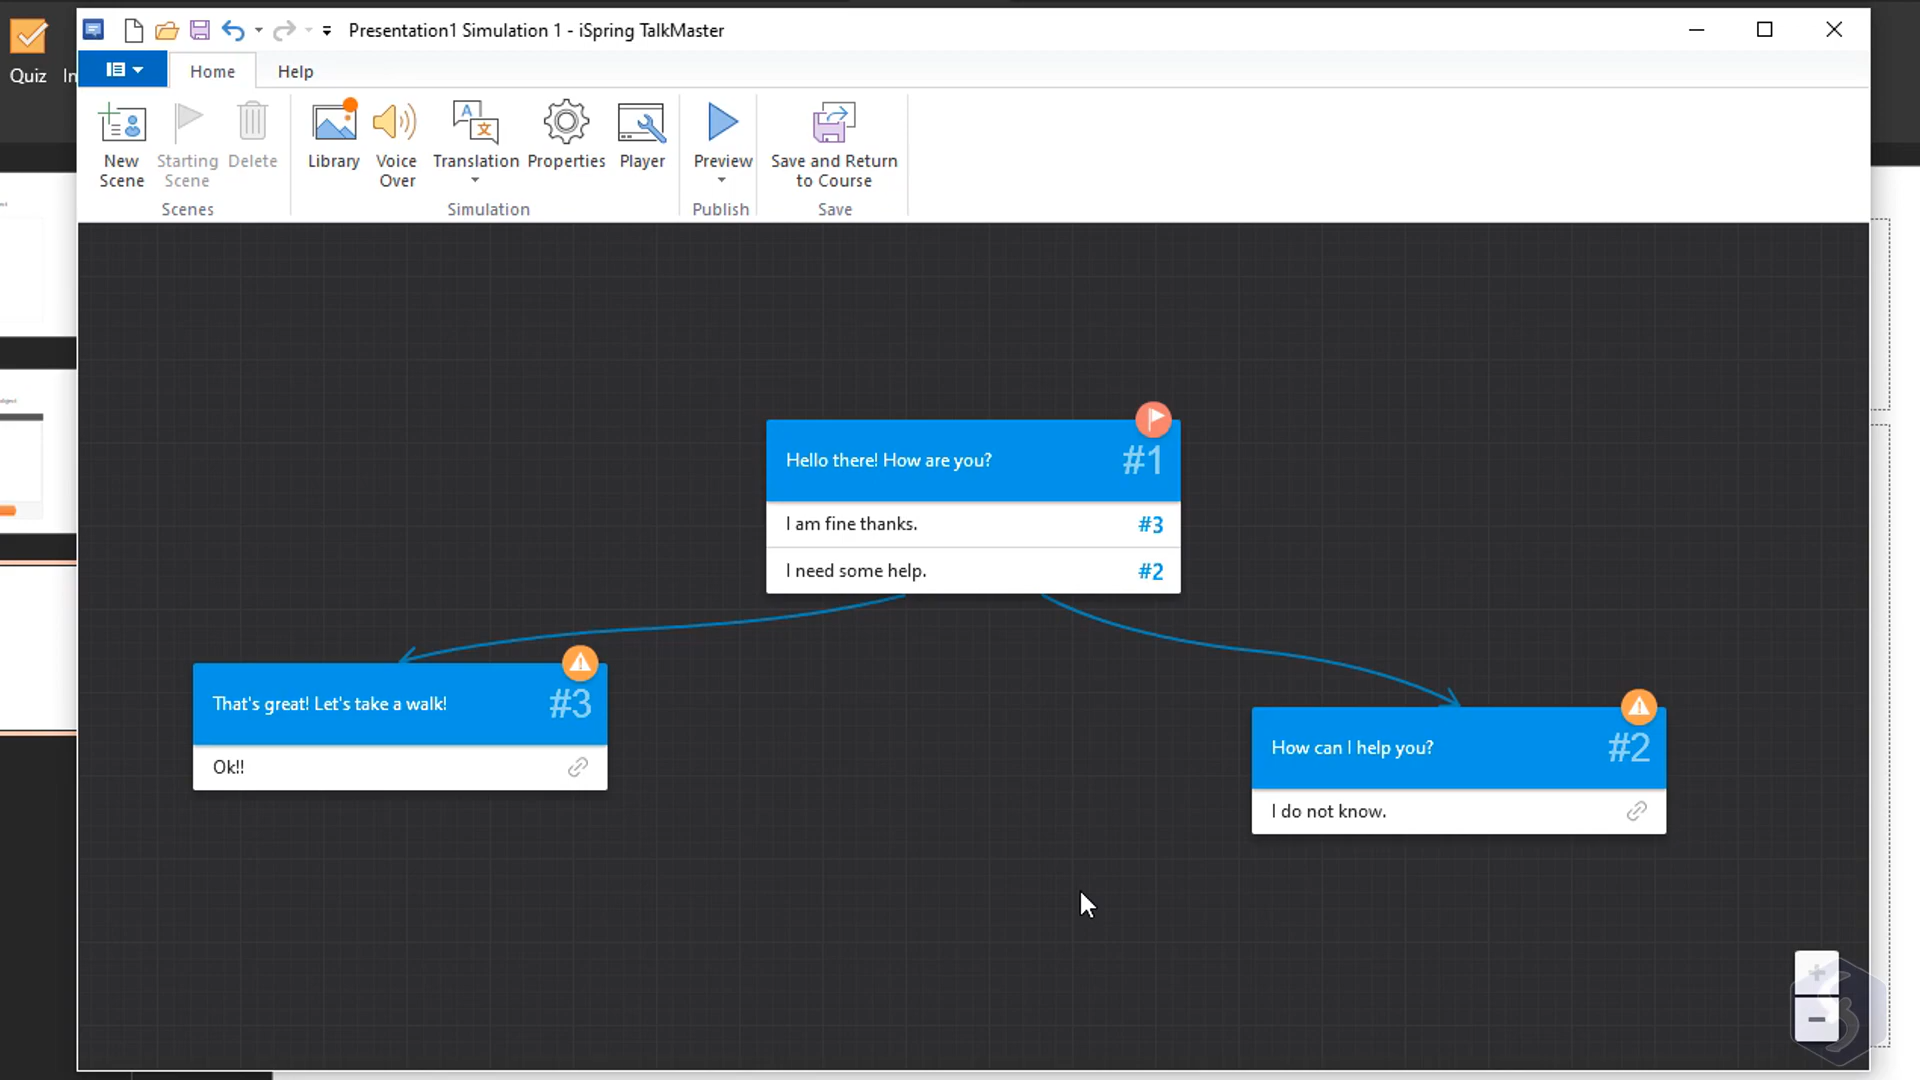 Presentation1 Simulation 1 - iSpring TalkMaster
Quiz
Home
Help
New Scene
Starting Scene
Delete
Library
Voice Over
Translation
Properties
Player
Preview
Save and Return to Course
Scenes
Simulation
Publish
Save
Hello there! How are you? #1
I am fine thanks. #3
I need some help. #2
That's great! Let's take a walk! #3
Ok!!
How can I help you? #2
I do not know.